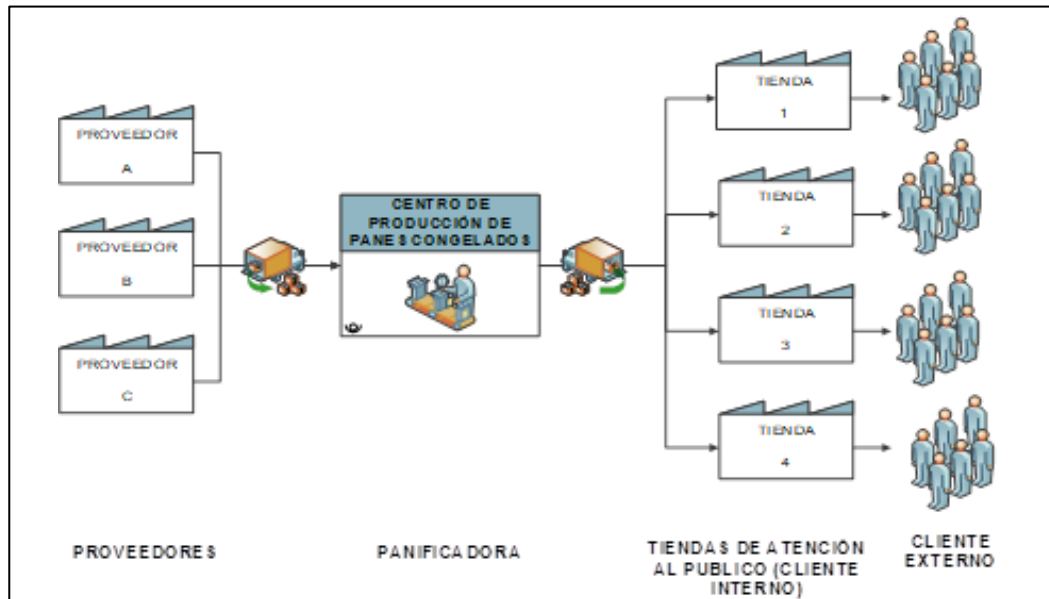 PROVEEDOR
A
PROVEEDOR
B
PROVEEDOR
C
CENTRO DE
PRODUCCIÓN DE
PANES CONGELADOS
TIENDA
1
TIENDA
2
TIENDA
3
TIENDA
4
PROVEEDORES
PANIFICADORA
TIENDAS DE ATENCIÓN
AL PUBLICO (CLIENTE
INTERNO)
CLIENTE
EXTERNO